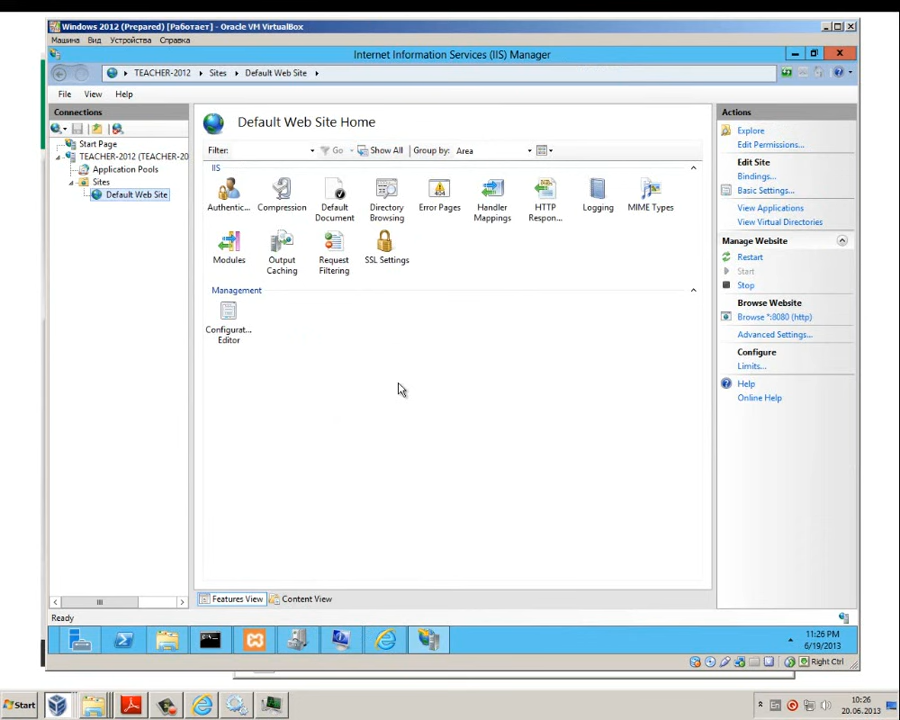 Windows 2012 (Prepared) [Работает] - Oracle VM VirtualBox
Машина Вид Устройства Справка
Internet Information Services (IIS) Manager
TEACHER-2012 Sites Default Web Site
File View Help
Connections
Start Page
TEACHER-2012 (TEACHER-20
Application Pools
Sites
Default Web Site
Default Web Site Home
Filter: Go Show All Group by: Area
IIS
Authentic...
Compression
Default
Document
Directory
Browsing
Error Pages
Handler
Mappings
HTTP
Respon...
Logging
MIME Types
Modules
Output
Caching
Request
Filtering
SSL Settings
Management
Configurat...
Editor
Features View Content View
Actions
Explore
Edit Permissions...
Edit Site
Bindings...
Basic Settings...
View Applications
View Virtual Directories
Manage Website
Restart
Start
Stop
Browse Website
Browse *:8080 (http)
Advanced Settings...
Configure
Limits...
Help
Online Help
Ready
11:26 PM
6/19/2013
Right Ctrl
Start
10:26
20.06.2013